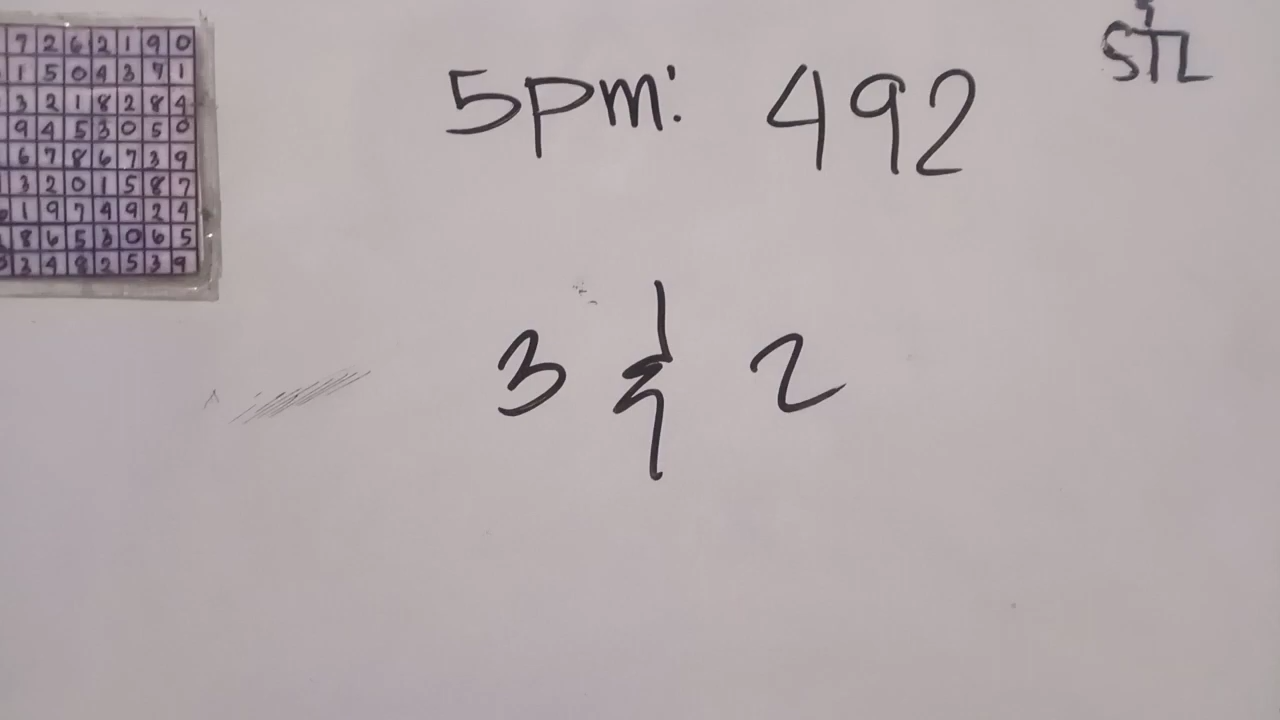 7 2 6 2 1 9 0
1 5 0 4 3 7 1
3 2 1 8 2 8 4
9 4 5 3 0 5 0
6 7 8 6 7 3 9
3 2 0 1 5 8 7
1 9 7 4 9 2 4
8 6 5 3 0 6 5
3 4 8 2 5 3 9
STL
5pm: 492
3 & 2